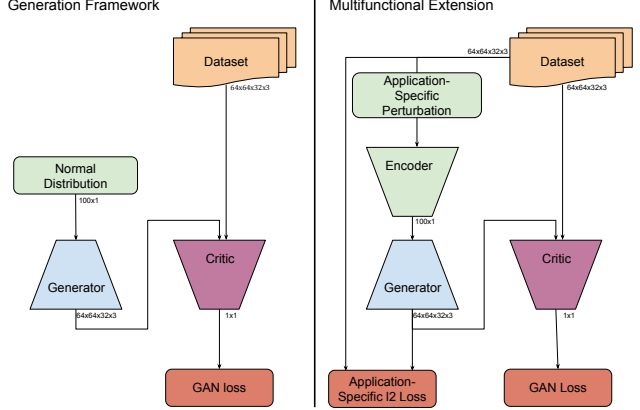 Generation Framework
Dataset
64x64x32x3
Normal
Distribution
100x1
Generator
Critic
64x64x32x3
1x1
GAN loss
Multifunctional Extension
64x64x32x3
Dataset
64x64x32x3
Application-
Specific
Perturbation
Encoder
100x1
Generator
Critic
64x64x32x3
1x1
Application-
Specific l2 Loss
GAN Loss